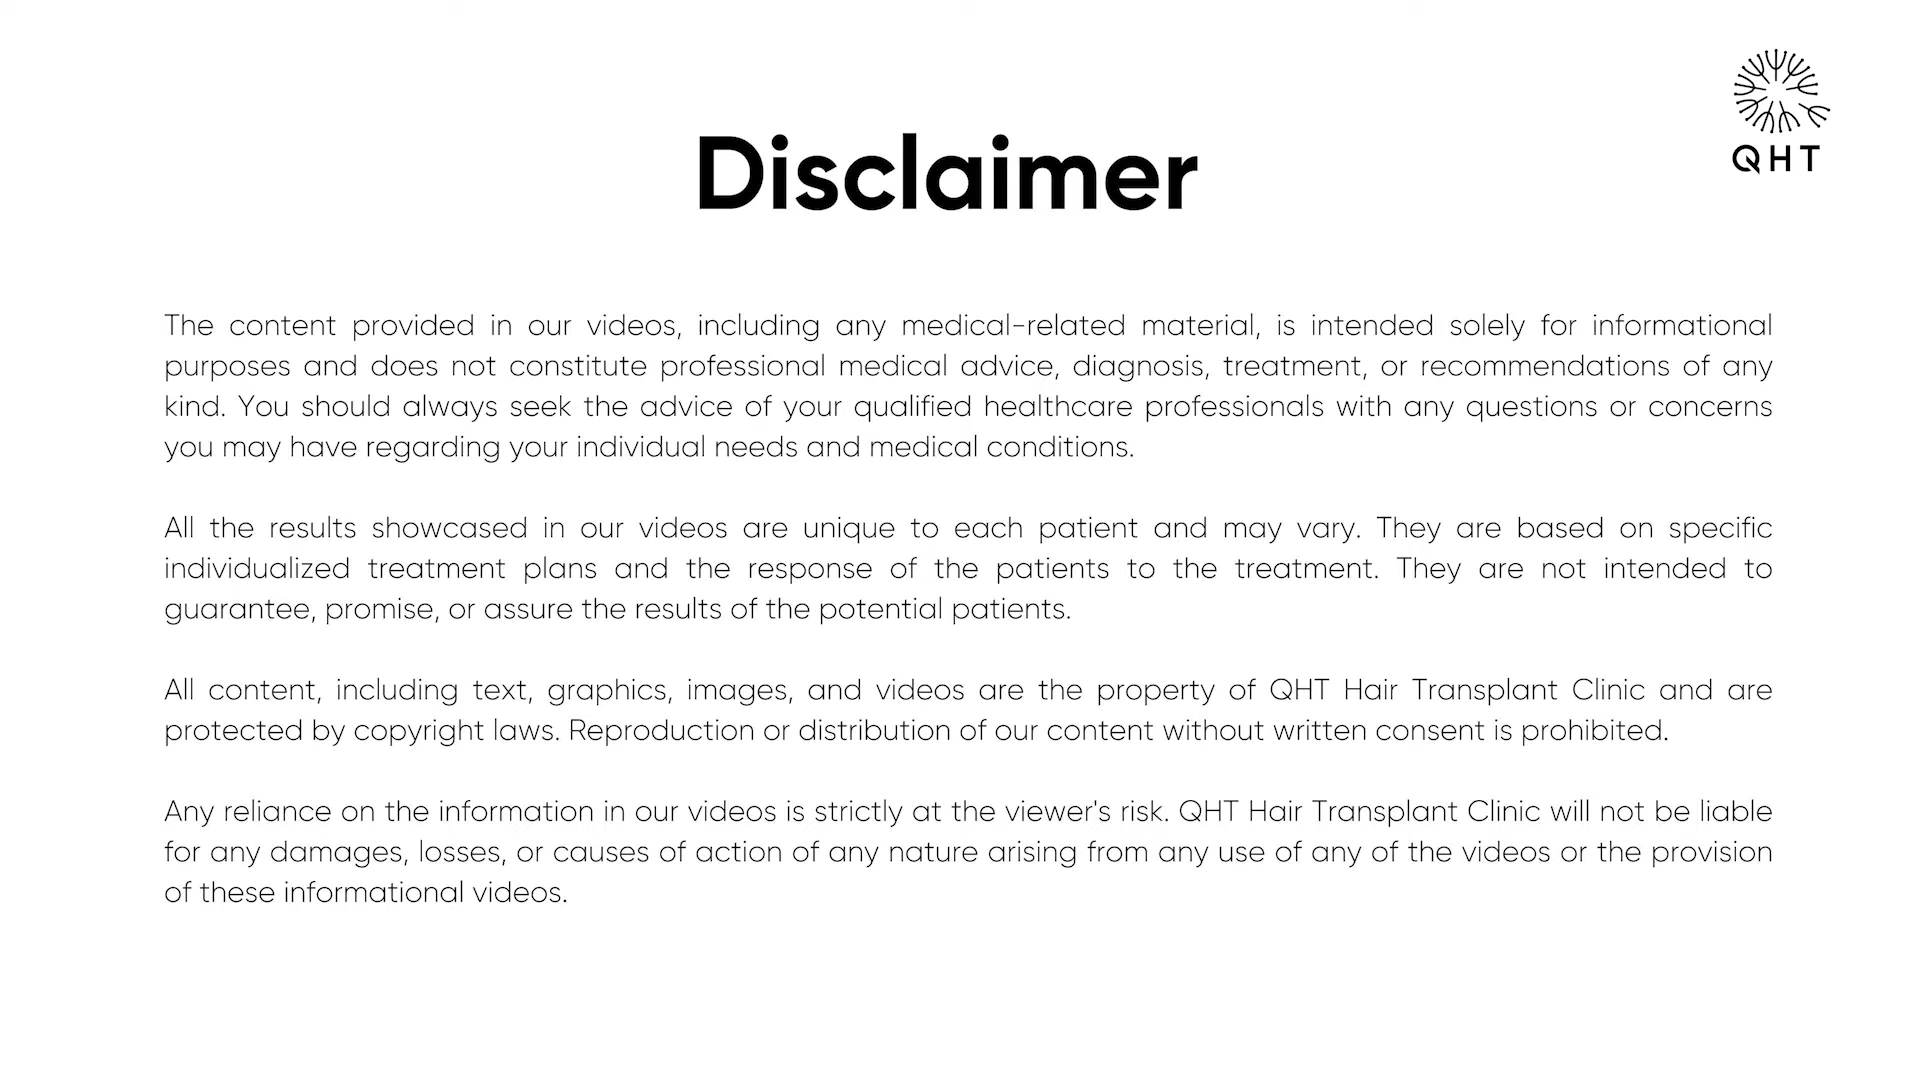 QHT
Disclaimer
The content provided in our videos, including any medical-related material, is intended solely for informational
purposes and does not constitute professional medical advice, diagnosis, treatment, or recommendations of any
kind. You should always seek the advice of your qualified healthcare professionals with any questions or concerns
you may have regarding your individual needs and medical conditions.
All the results showcased in our videos are unique to each patient and may vary. They are based on specific
individualized treatment plans and the response of the patients to the treatment. They are not intended to
guarantee, promise, or assure the results of the potential patients.
All content, including text, graphics, images, and videos are the property of QHT Hair Transplant Clinic and are
protected by copyright laws. Reproduction or distribution of our content without written consent is prohibited.
Any reliance on the information in our videos is strictly at the viewer's risk. QHT Hair Transplant Clinic will not be liable
for any damages, losses, or causes of action of any nature arising from any use of any of the videos or the provision
of these informational videos.